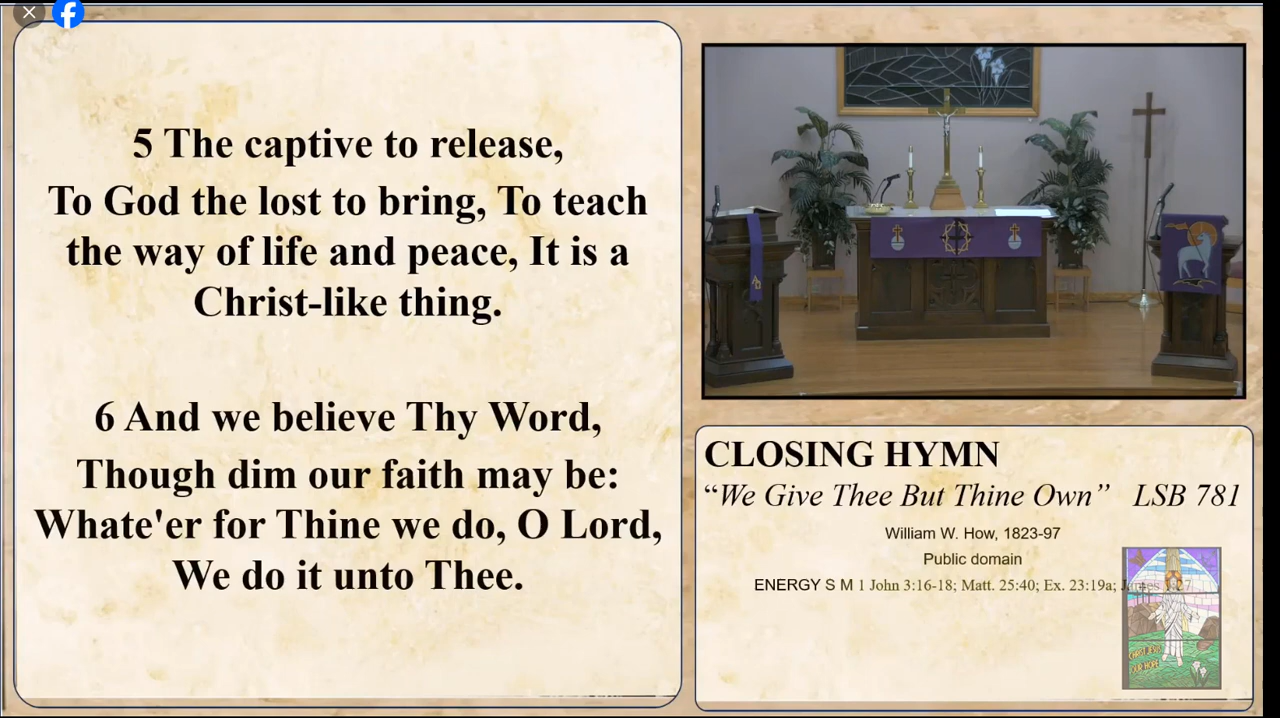 5 The captive to release,
To God the lost to bring, To teach
the way of life and peace, It is a
Christ-like thing.
6 And we believe Thy Word,
Though dim our faith may be:
Whate'er for Thine we do, O Lord,
We do it unto Thee.
CLOSING HYMN
“We Give Thee But Thine Own” LSB 781
William W. How, 1823-97
Public domain
ENERGY S M 1 John 3:16-18; Matt. 25:40; Ex. 23:19a;
CHRIST JESUS
OUR HOPE